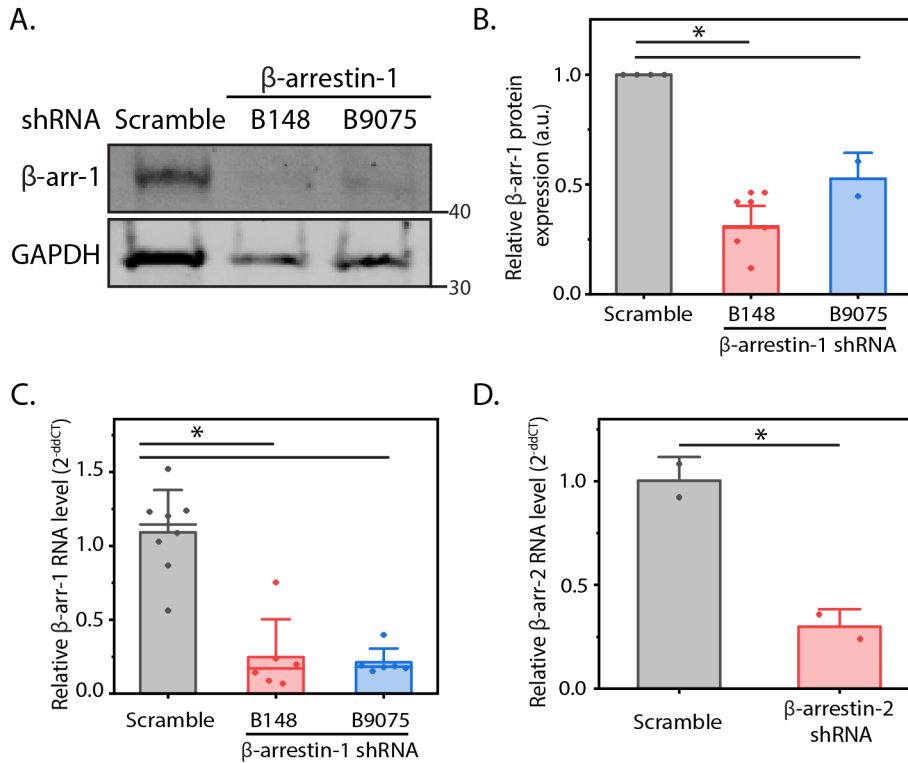 A.
β-arrestin-1
shRNA Scramble B148 B9075
β-arr-1
40
GAPDH
30
B.
*
Relative β-arr-1 protein
expression (a.u.)
1.0
0.5
0.0
Scramble B148 B9075
β-arrestin-1 shRNA
C.
*
Relative β-arr-1 RNA level (2^-ddCT)
1.5
1.0
0.5
0.0
Scramble B148 B9075
β-arrestin-1 shRNA
D.
*
Relative β-arr-2 RNA level (2^-ddCT)
1.0
0.5
0.0
Scramble β-arrestin-2
shRNA